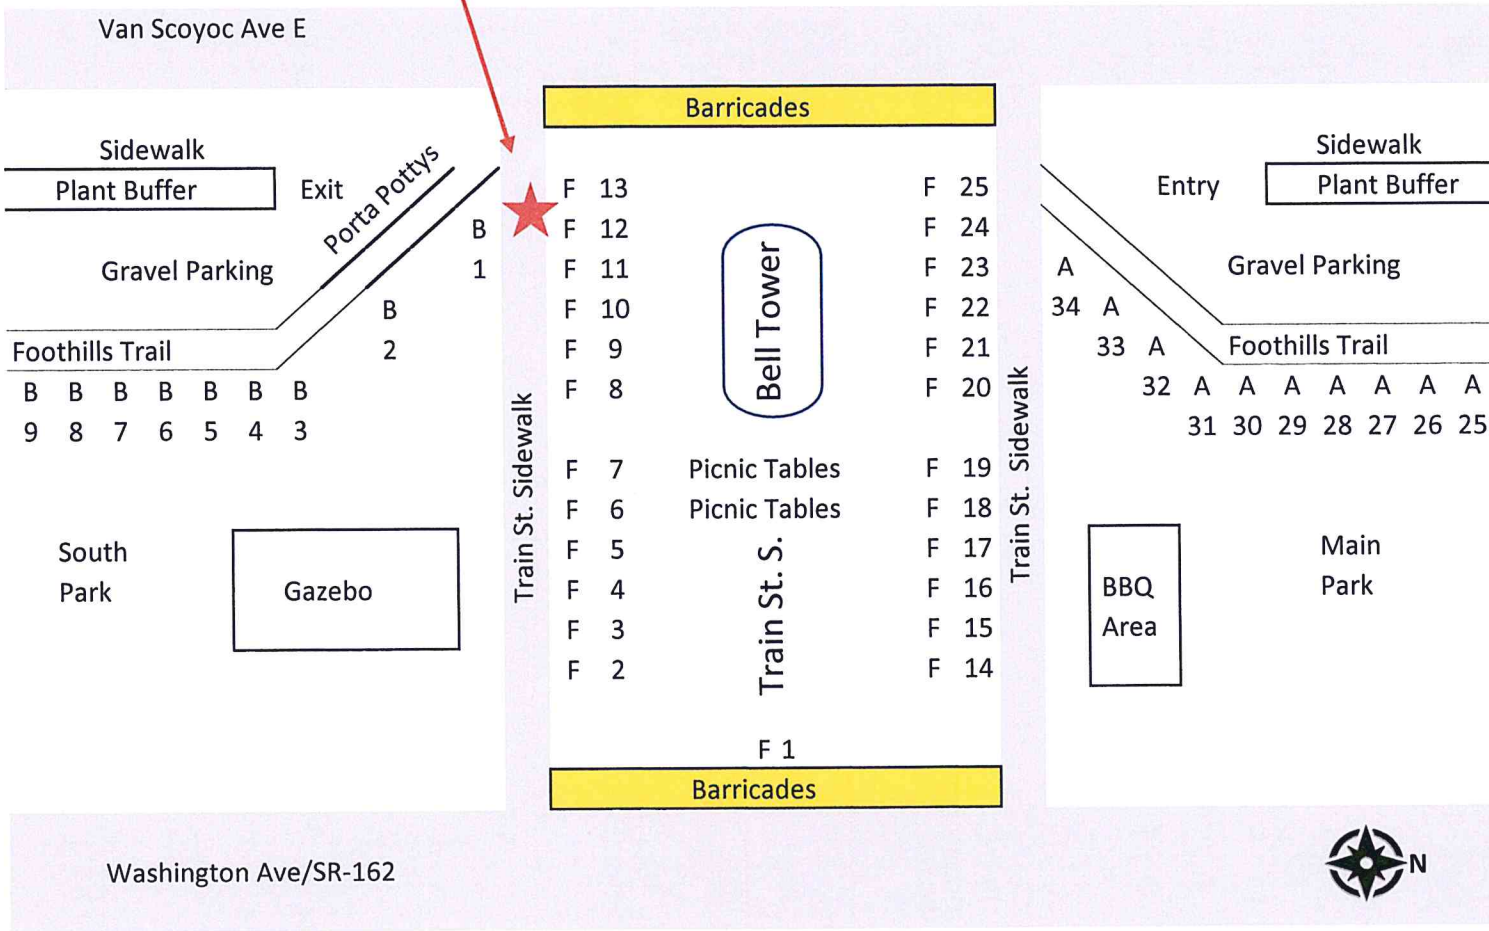 Van Scoyoc Ave E
Barricades
Sidewalk
Plant Buffer
Exit
Porta Pottys
Gravel Parking
Foothills Trail
B 1
B 2
B B B B B B B
9 8 7 6 5 4 3
South
Park
Gazebo
Train St. Sidewalk
F 13
F 12
F 11
F 10
F 9
F 8
F 7
F 6
F 5
F 4
F 3
F 2
Bell Tower
Picnic Tables
Picnic Tables
Train St. S.
F 1
F 25
F 24
F 23
F 22
F 21
F 20
F 19
F 18
F 17
F 16
F 15
F 14
Barricades
Train St. Sidewalk
Sidewalk
Entry
Plant Buffer
Gravel Parking
Foothills Trail
A 34
A 33
A 32
A A A A A A A
31 30 29 28 27 26 25
BBQ
Area
Main
Park
Washington Ave/SR-162
N